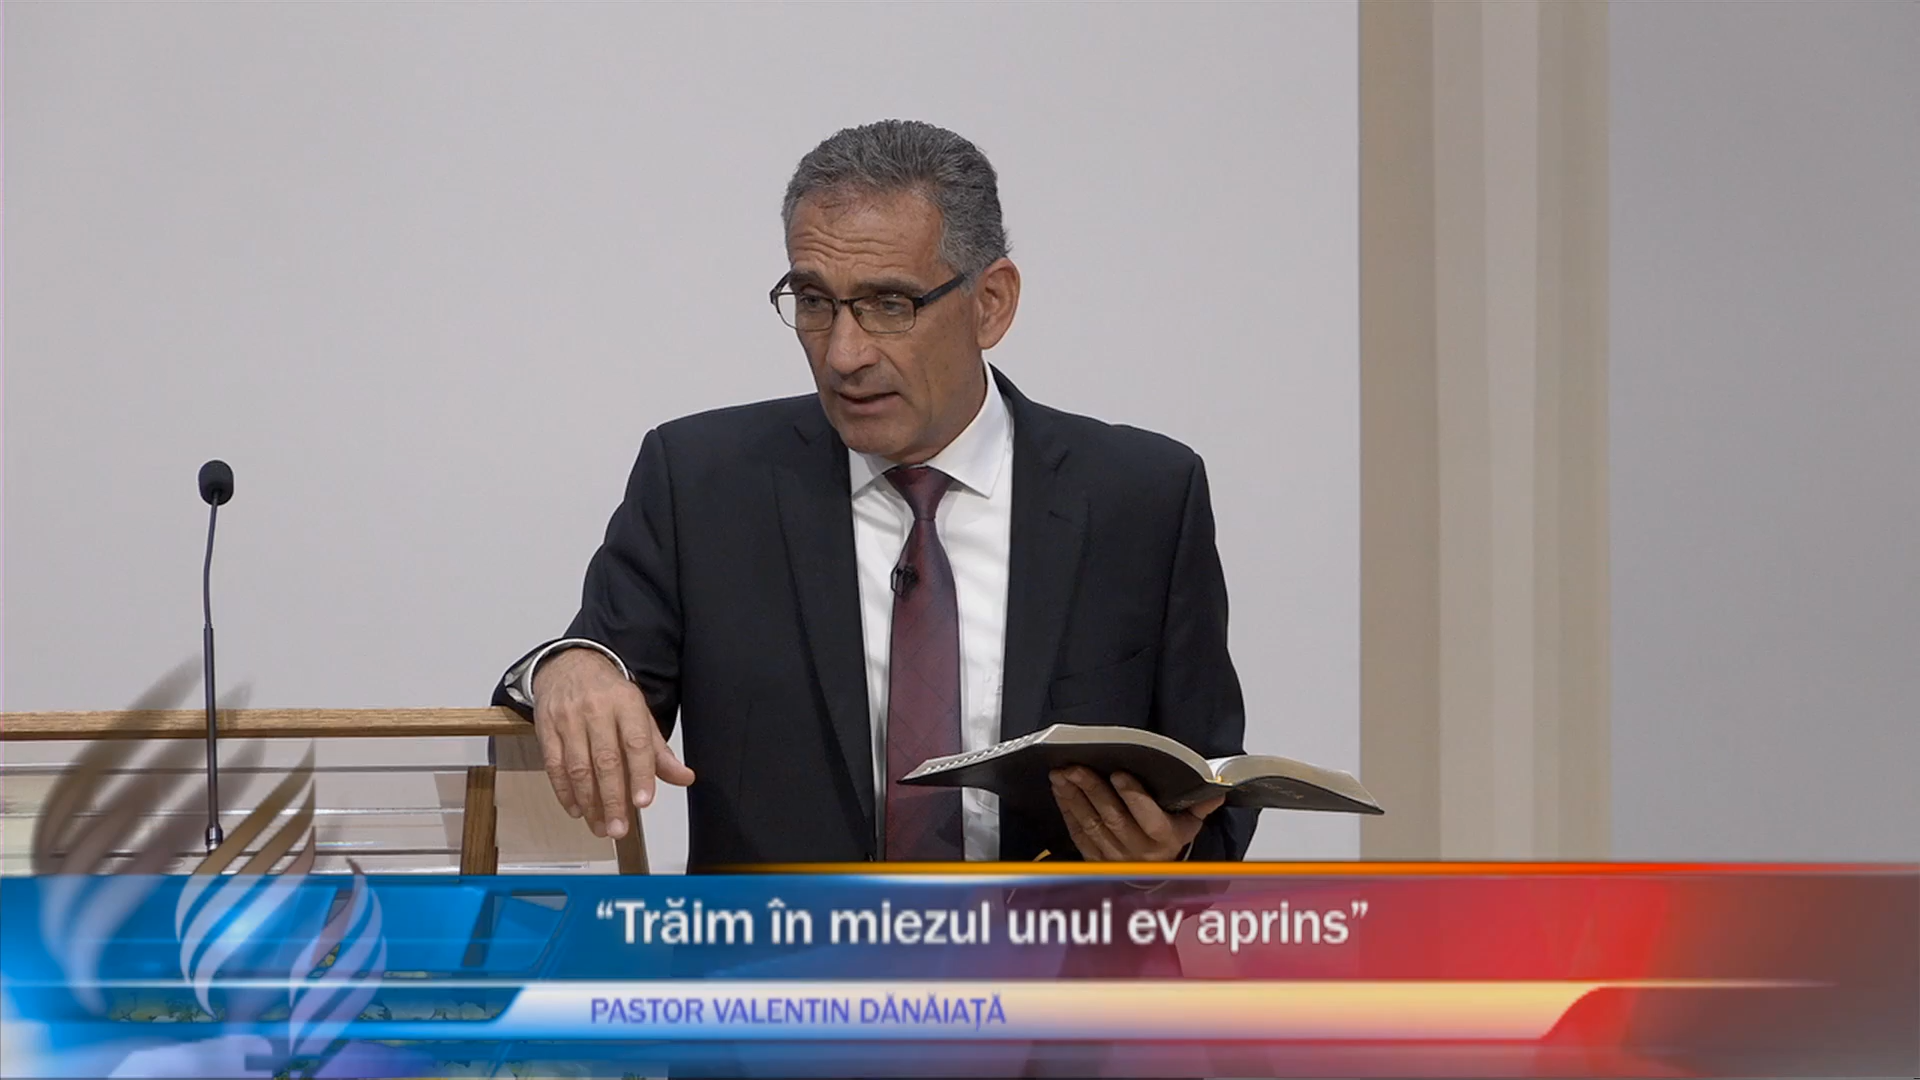 “Trăim în miezul unui ev aprins”
PASTOR VALENTIN DĂNĂIAȚĂ